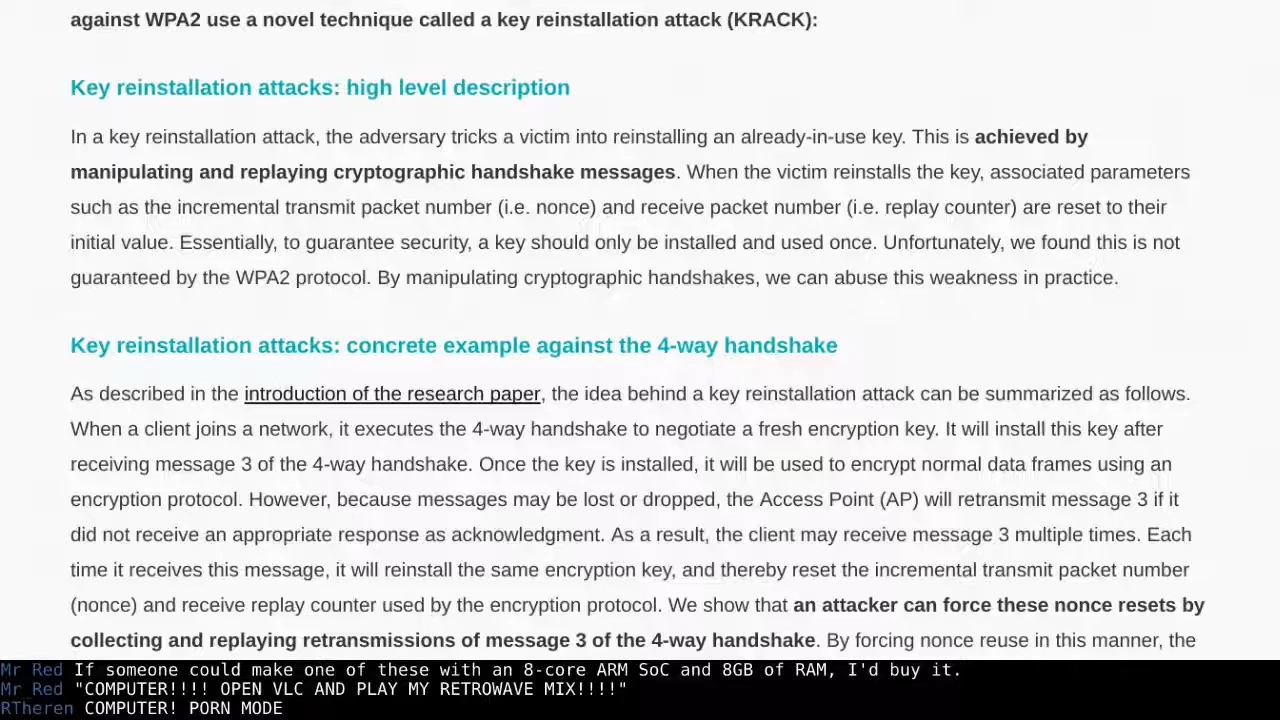 against WPA2 use a novel technique called a key reinstallation attack (KRACK):
Key reinstallation attacks: high level description
In a key reinstallation attack, the adversary tricks a victim into reinstalling an already-in-use key. This is achieved by
manipulating and replaying cryptographic handshake messages. When the victim reinstalls the key, associated parameters
such as the incremental transmit packet number (i.e. nonce) and receive packet number (i.e. replay counter) are reset to their
initial value. Essentially, to guarantee security, a key should only be installed and used once. Unfortunately, we found this is not
guaranteed by the WPA2 protocol. By manipulating cryptographic handshakes, we can abuse this weakness in practice.
Key reinstallation attacks: concrete example against the 4-way handshake
As described in the introduction of the research paper, the idea behind a key reinstallation attack can be summarized as follows.
When a client joins a network, it executes the 4-way handshake to negotiate a fresh encryption key. It will install this key after
receiving message 3 of the 4-way handshake. Once the key is installed, it will be used to encrypt normal data frames using an
encryption protocol. However, because messages may be lost or dropped, the Access Point (AP) will retransmit message 3 if it
did not receive an appropriate response as acknowledgment. As a result, the client may receive message 3 multiple times. Each
time it receives this message, it will reinstall the same encryption key, and thereby reset the incremental transmit packet number
(nonce) and receive replay counter used by the encryption protocol. We show that an attacker can force these nonce resets by
collecting and replaying retransmissions of message 3 of the 4-way handshake. By forcing nonce reuse in this manner, the
Mr_Red If someone could make one of these with an 8-core ARM SoC and 8GB of RAM, I'd buy it.
Mr_Red "COMPUTER!!!! OPEN VLC AND PLAY MY RETROWAVE MIX!!!!"
RTheren COMPUTER! PORN MODE